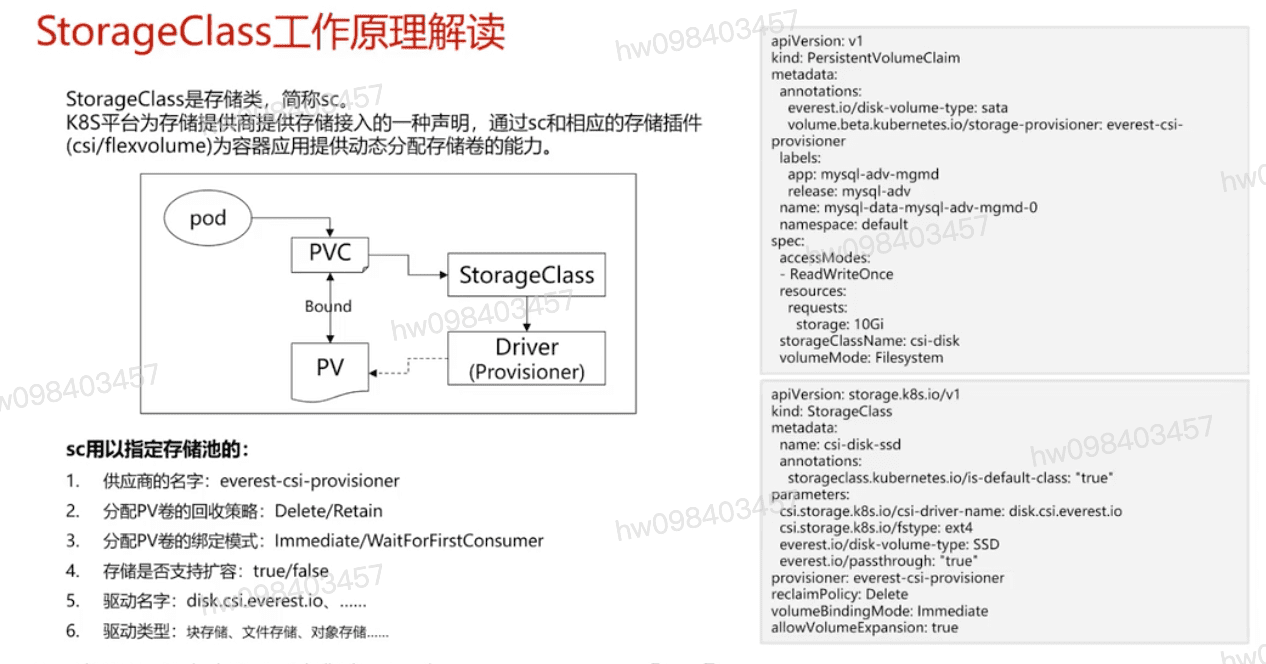 StorageClass工作原理解读
StorageClass是存储类，简称sc。
K8S平台为存储提供商提供存储接入的一种声明，通过sc和相应的存储插件
(csi/flexvolume)为容器应用提供动态分配存储卷的能力。
pod
PVC
StorageClass
Bound
PV
Driver
(Provisioner)
sc用以指定存储池的：
1. 供应商的名字：everest-csi-provisioner
2. 分配PV卷的回收策略：Delete/Retain
3. 分配PV卷的绑定模式：Immediate/WaitForFirstConsumer
4. 存储是否支持扩容：true/false
5. 驱动名字：disk.csi.everest.io、......
6. 驱动类型：块存储、文件存储、对象存储......
apiVersion: v1
kind: PersistentVolumeClaim
metadata:
annotations:
everest.io/disk-volume-type: sata
volume.beta.kubernetes.io/storage-provisioner: everest-csi-
provisioner
labels:
app: mysql-adv-mgmd
release: mysql-adv
name: mysql-data-mysql-adv-mgmd-0
namespace: default
spec:
accessModes:
- ReadWriteOnce
resources:
requests:
storage: 10Gi
storageClassName: csi-disk
volumeMode: Filesystem
apiVersion: storage.k8s.io/v1
kind: StorageClass
metadata:
name: csi-disk-ssd
annotations:
storageclass.kubernetes.io/is-default-class: "true"
parameters:
csi.storage.k8s.io/csi-driver-name: disk.csi.everest.io
csi.storage.k8s.io/fstype: ext4
everest.io/disk-volume-type: SSD
everest.io/passthrough: "true"
provisioner: everest-csi-provisioner
reclaimPolicy: Delete
volumeBindingMode: Immediate
allowVolumeExpansion: true
hw098403457
hw098403457
hw098403457
hw098403457
hw098403457
hw098403457
hw098403457
hw098403457